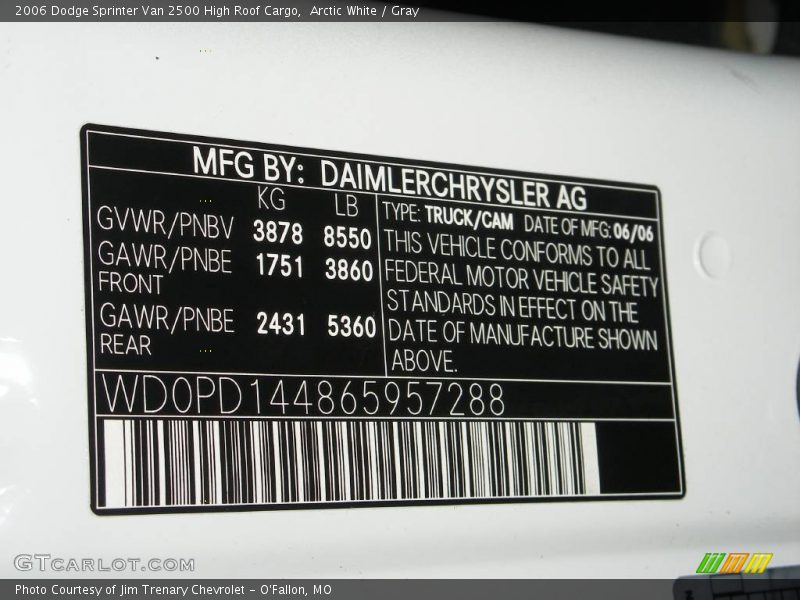 2006 Dodge Sprinter Van 2500 High Roof Cargo,  Arctic White / Gray
MFG BY: DAIMLERCHRYSLER AG
KG LB
GVWR/PNBV 3878 8550
GAWR/PNBE 1751 3860
FRONT
GAWR/PNBE 2431 5360
REAR
TYPE: TRUCK/CAM DATE OF MFG: 06/06
THIS VEHICLE CONFORMS TO ALL
FEDERAL MOTOR VEHICLE SAFETY
STANDARDS IN EFFECT ON THE
DATE OF MANUFACTURE SHOWN
ABOVE.
WD0PD144865957288
GTCARLOT.COM
Photo Courtesy of Jim Trenary Chevrolet - O'Fallon, MO